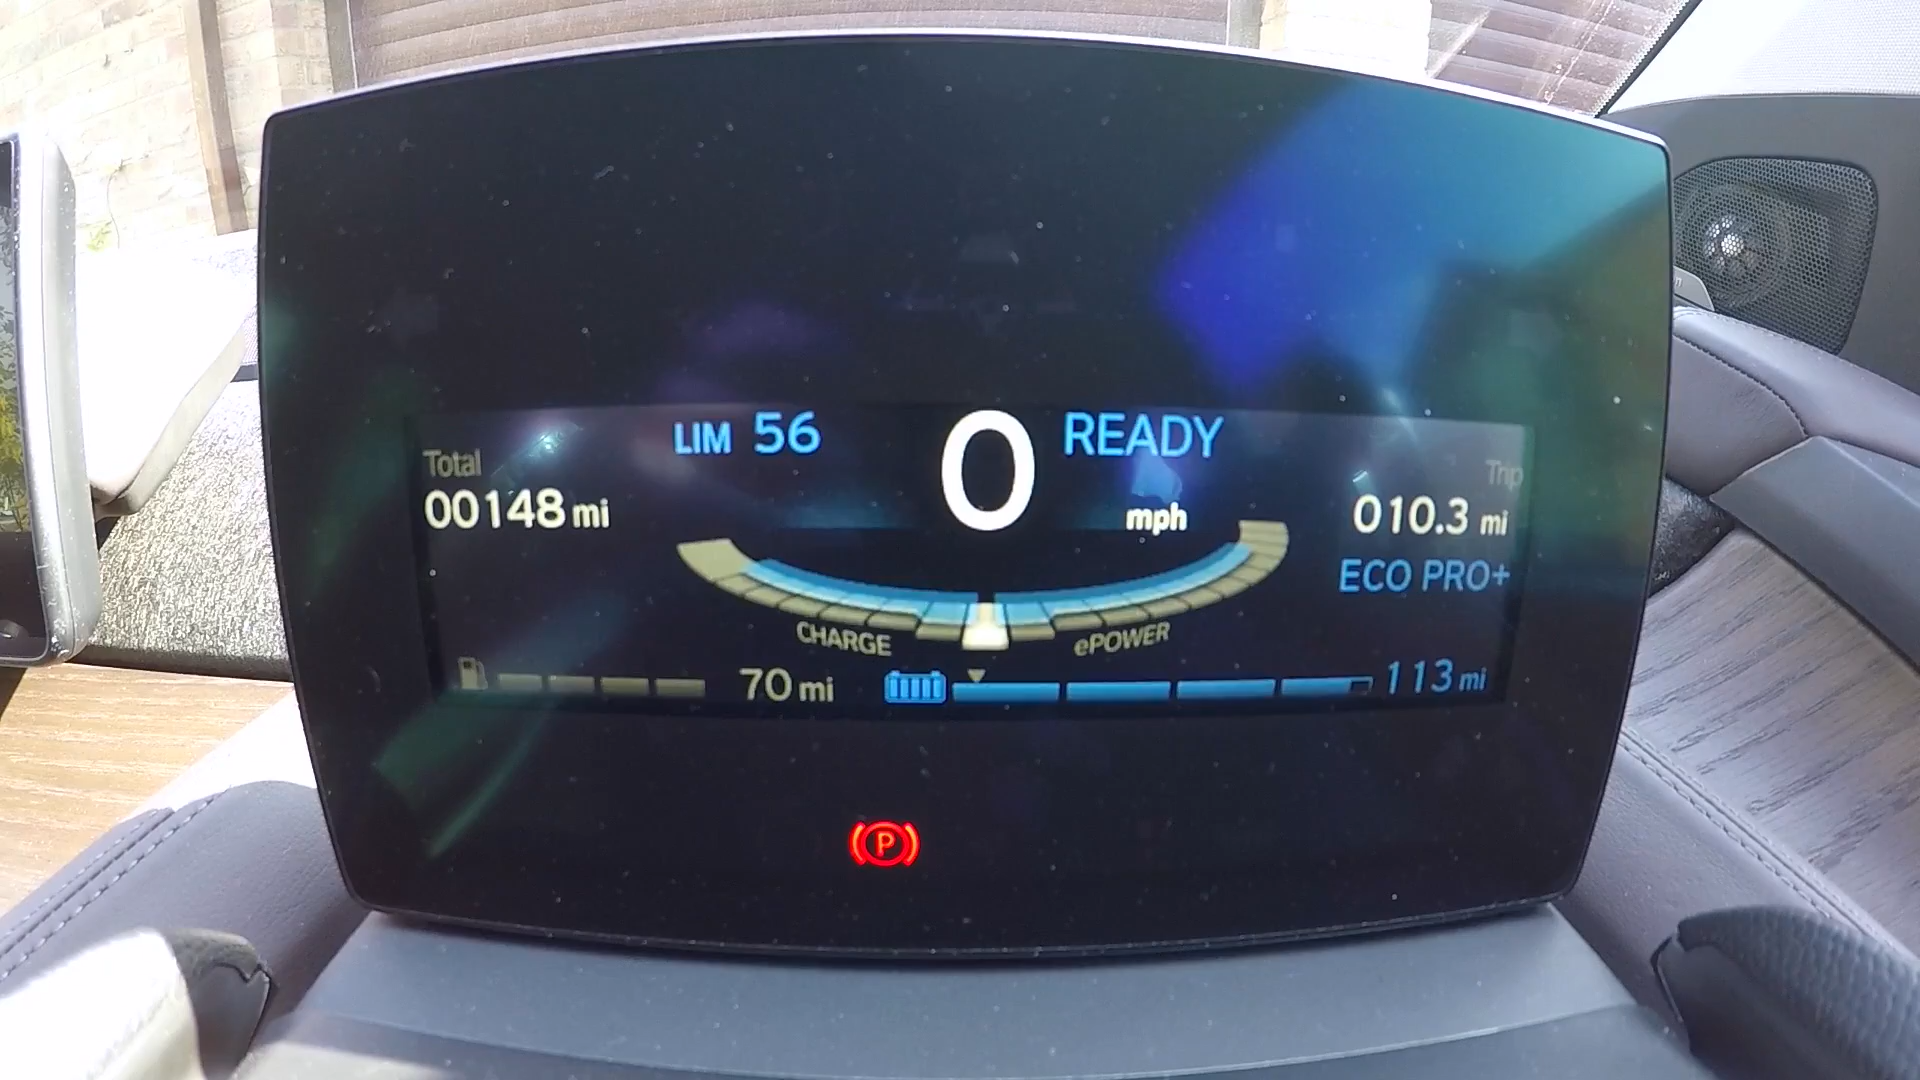 LIM 56
0
READY
Total
Trip
00148 mi
mph
010.3 mi
ECO PRO+
CHARGE
ePOWER
70 mi
113 mi
P